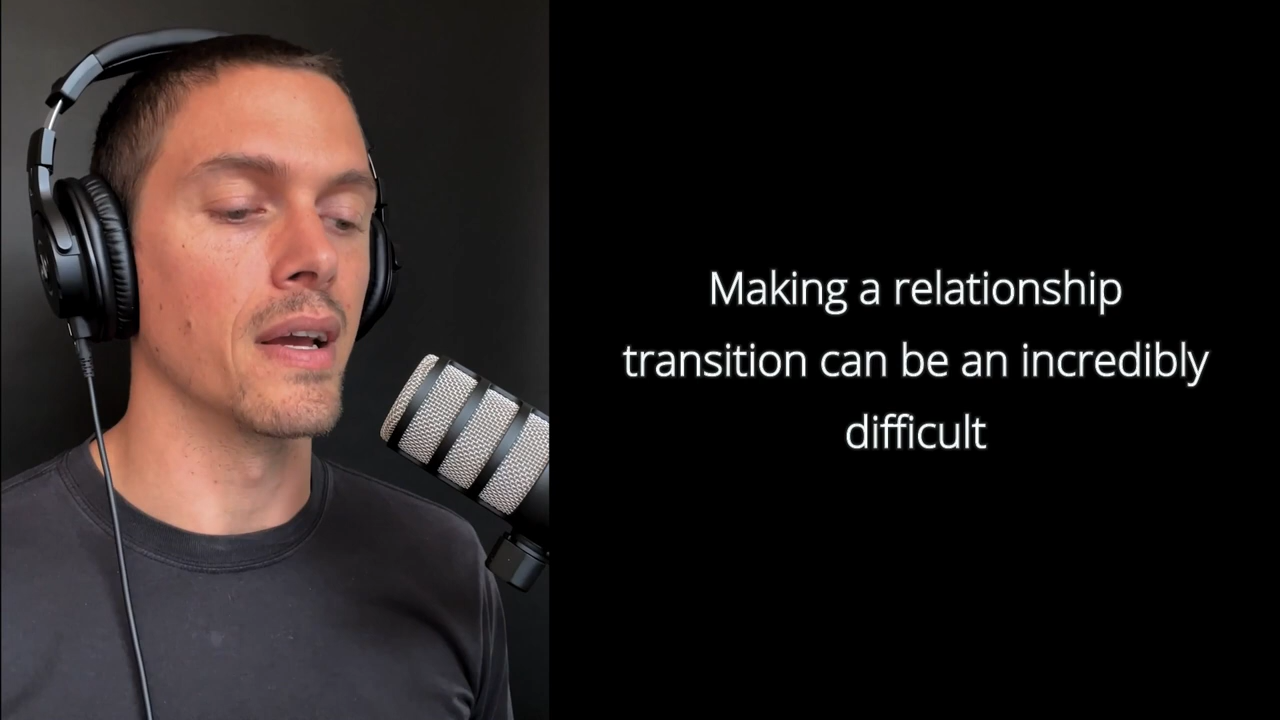 Making a relationship
transition can be an incredibly
difficult